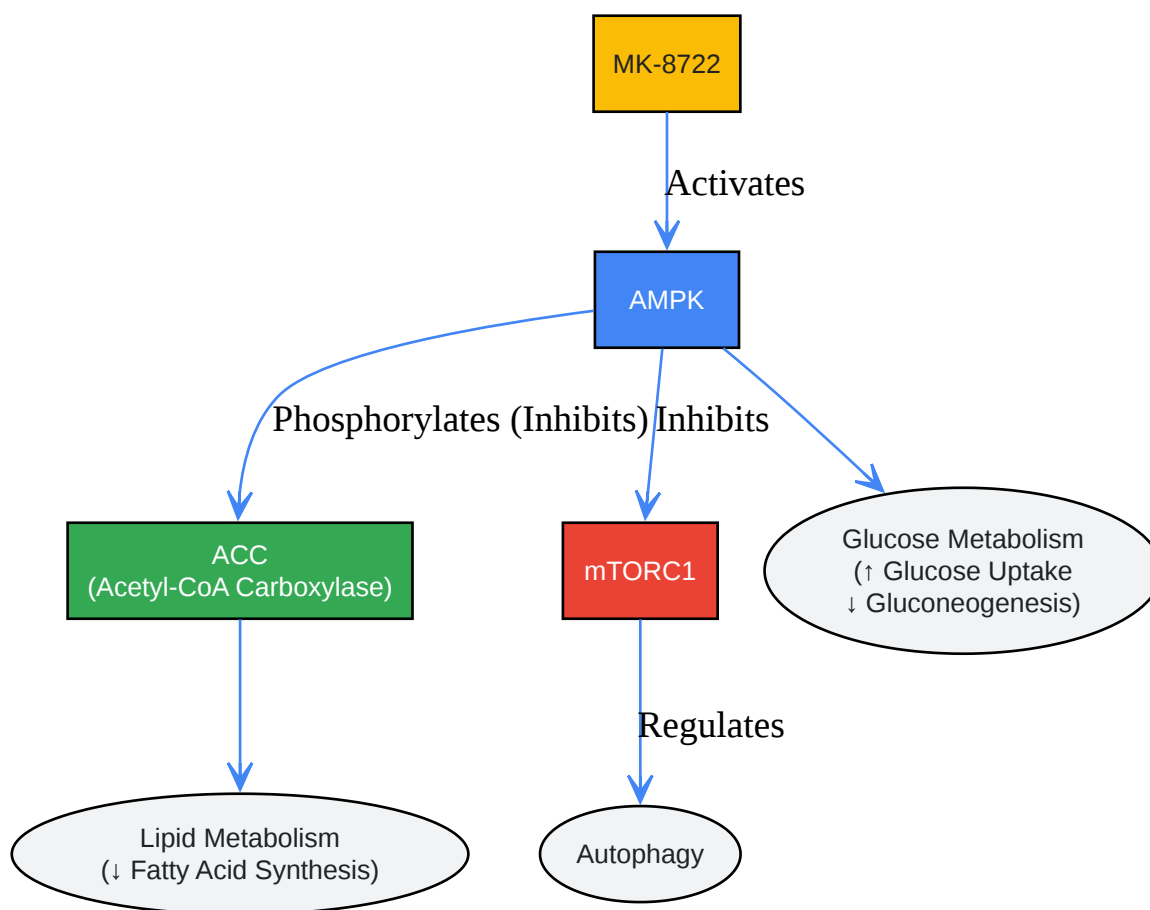 MK-8722
Activates
AMPK
Phosphorylates (Inhibits)
Inhibits
ACC
(Acetyl-CoA Carboxylase)
mTORC1
Glucose Metabolism
(↑ Glucose Uptake
↓ Gluconeogenesis)
Regulates
Lipid Metabolism
(↓ Fatty Acid Synthesis)
Autophagy